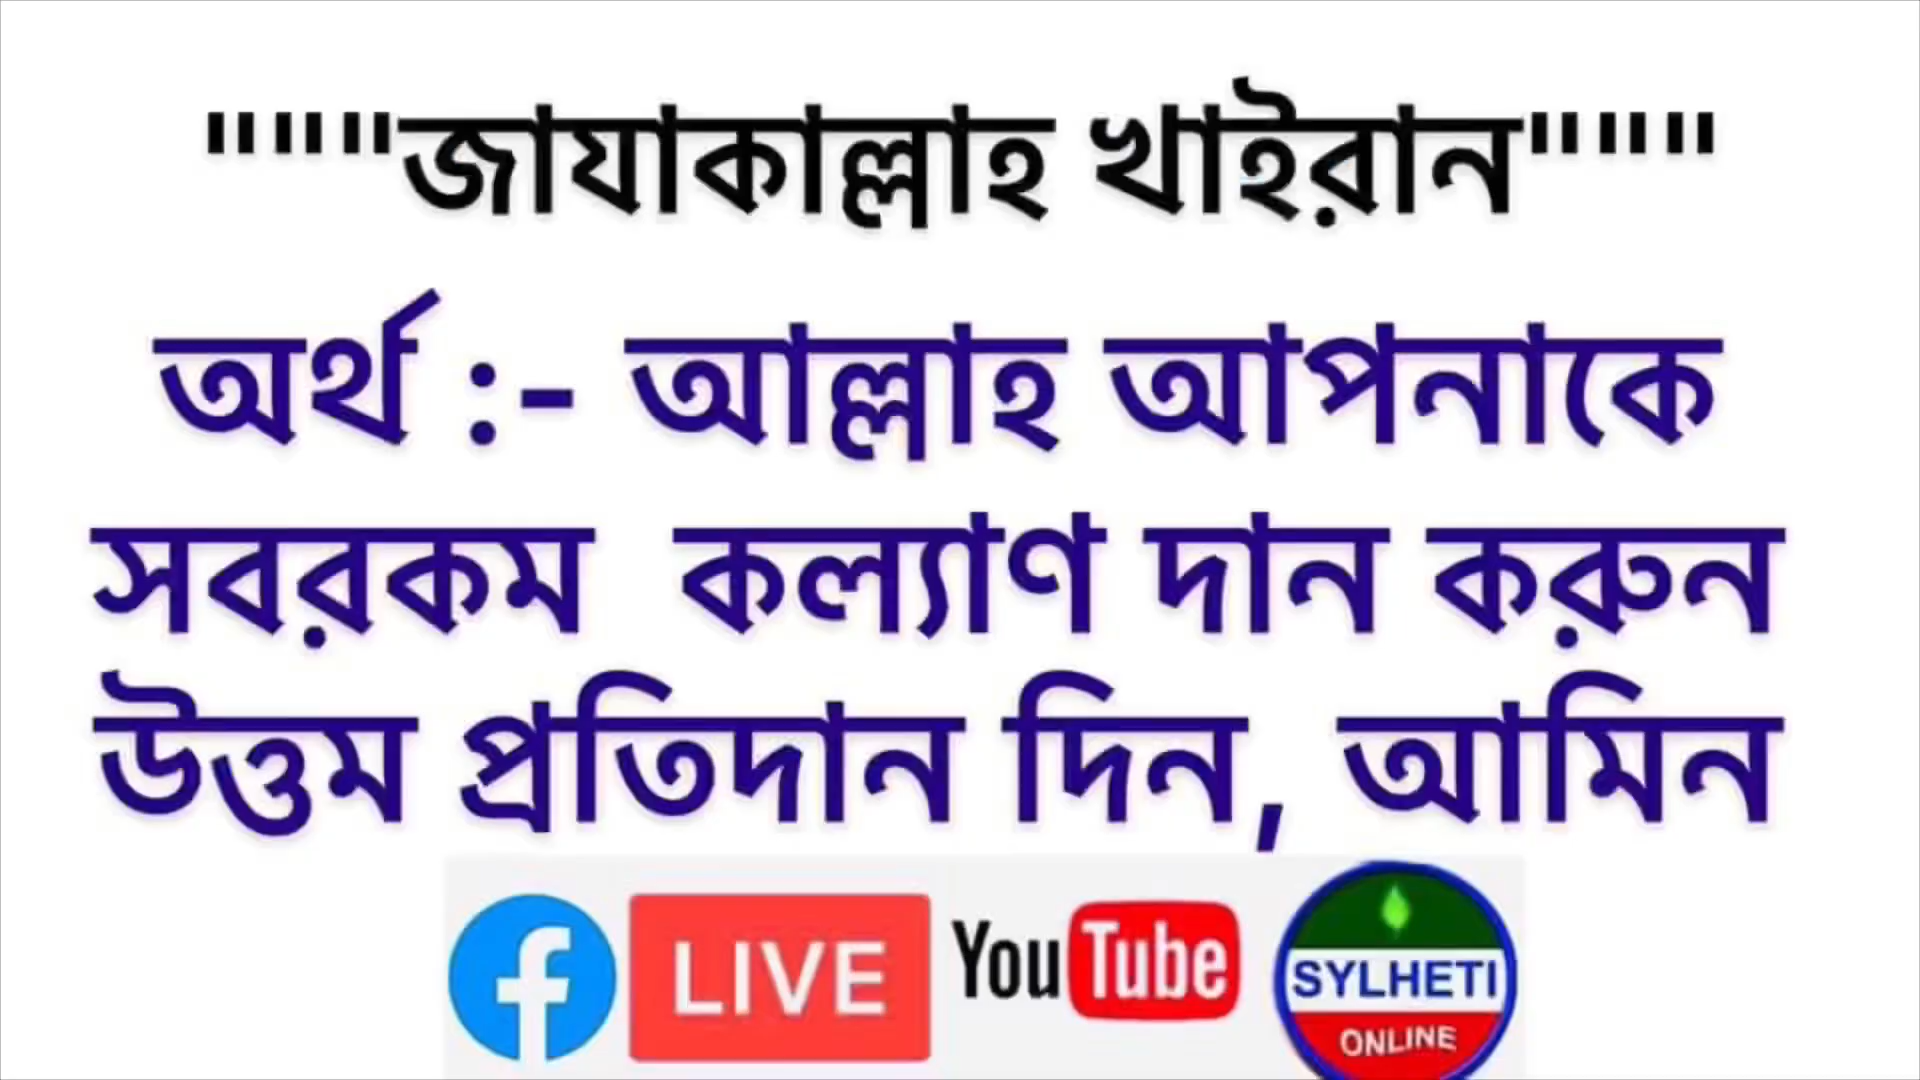 """জাযাকাল্লাহ খাইরান"""
অর্থ :- আল্লাহ আপনাকে
সবরকম কল্যাণ দান করুন
উত্তম প্রতিদান দিন, আমিন
f LIVE YouTube SYLHETI
ONLINE